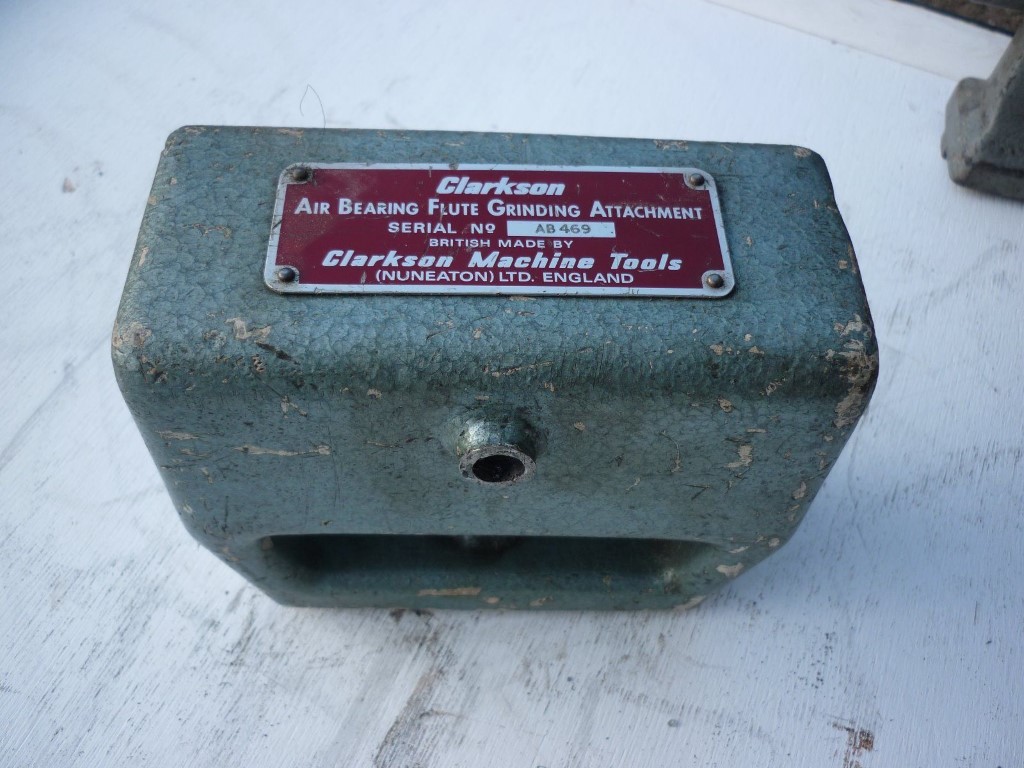 Clarkson
AIR BEARING FLUTE GRINDING ATTACHMENT
SERIAL Nº AB 469
BRITISH MADE BY
Clarkson Machine Tools
(NUNEATON) LTD. ENGLAND